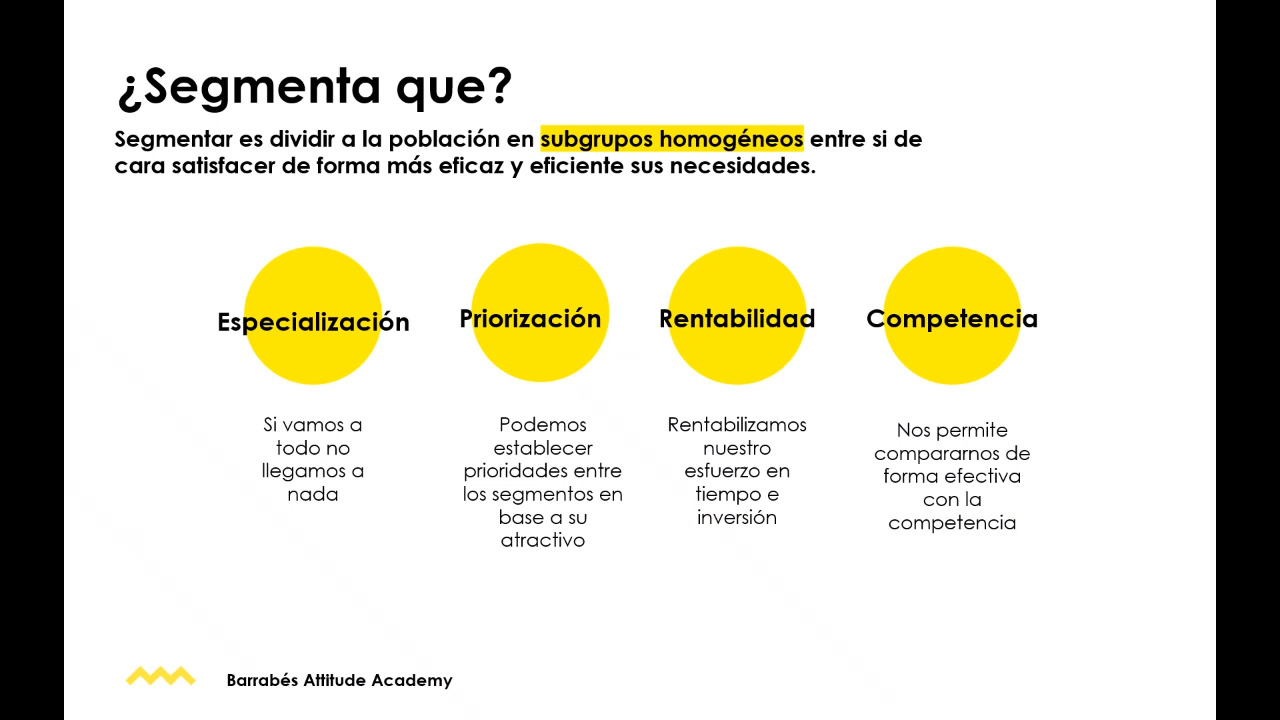 ¿Segmenta que?
Segmentar es dividir a la población en subgrupos homogéneos entre si de
cara satisfacer de forma más eficaz y eficiente sus necesidades.
Especialización
Si vamos a
todo no
llegamos a
nada
Priorización
Podemos
establecer
prioridades entre
los segmentos en
base a su
atractivo
Rentabilidad
Rentabilizamos
nuestro
esfuerzo en
tiempo e
inversión
Competencia
Nos permite
compararnos de
forma efectiva
con la
competencia
Barrabés Attitude Academy